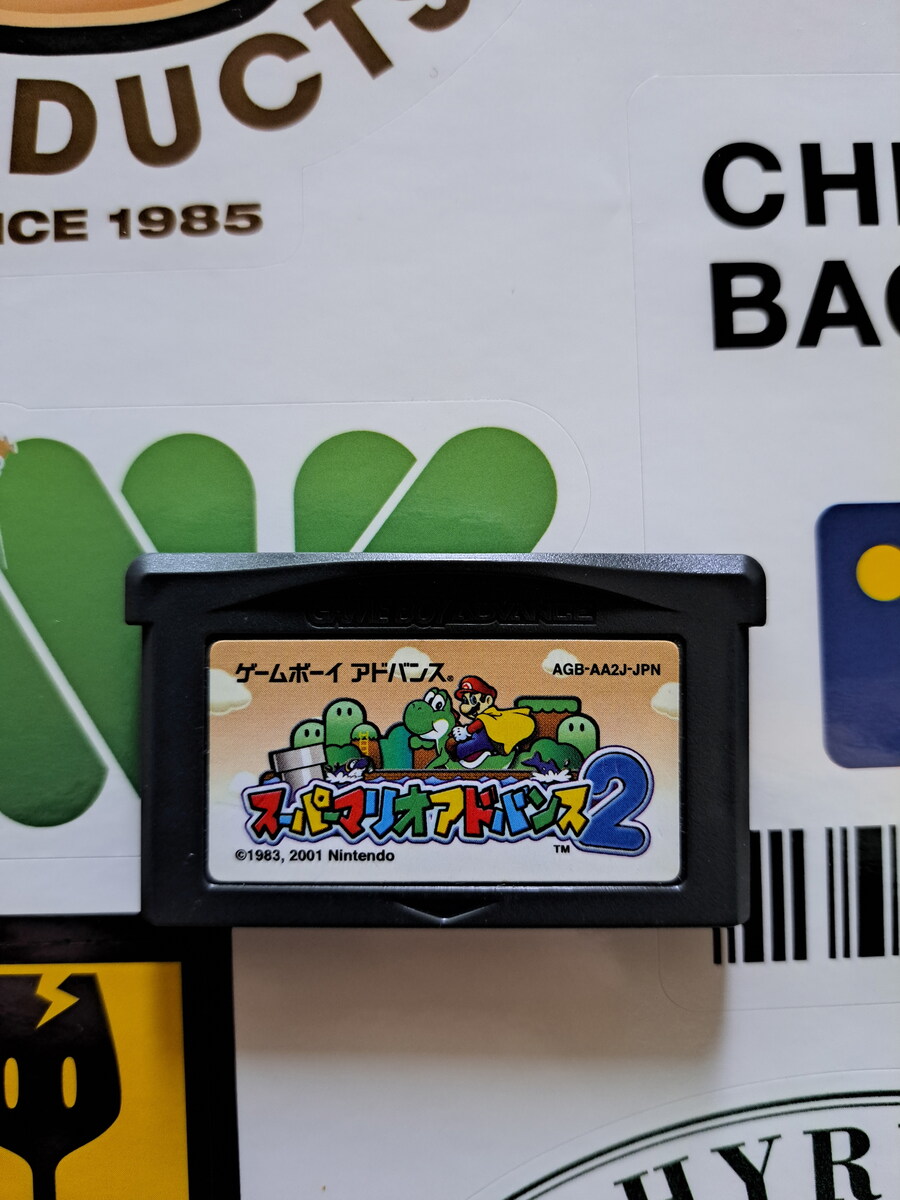 DUCTS
ICE 1985
CH
BA
GAME BOY ADVANCE
ゲームボーイ アドバンス®
AGB-AA2J-JPN
スーパーマリオアドバンス2
TM
©1983, 2001 Nintendo
HYR